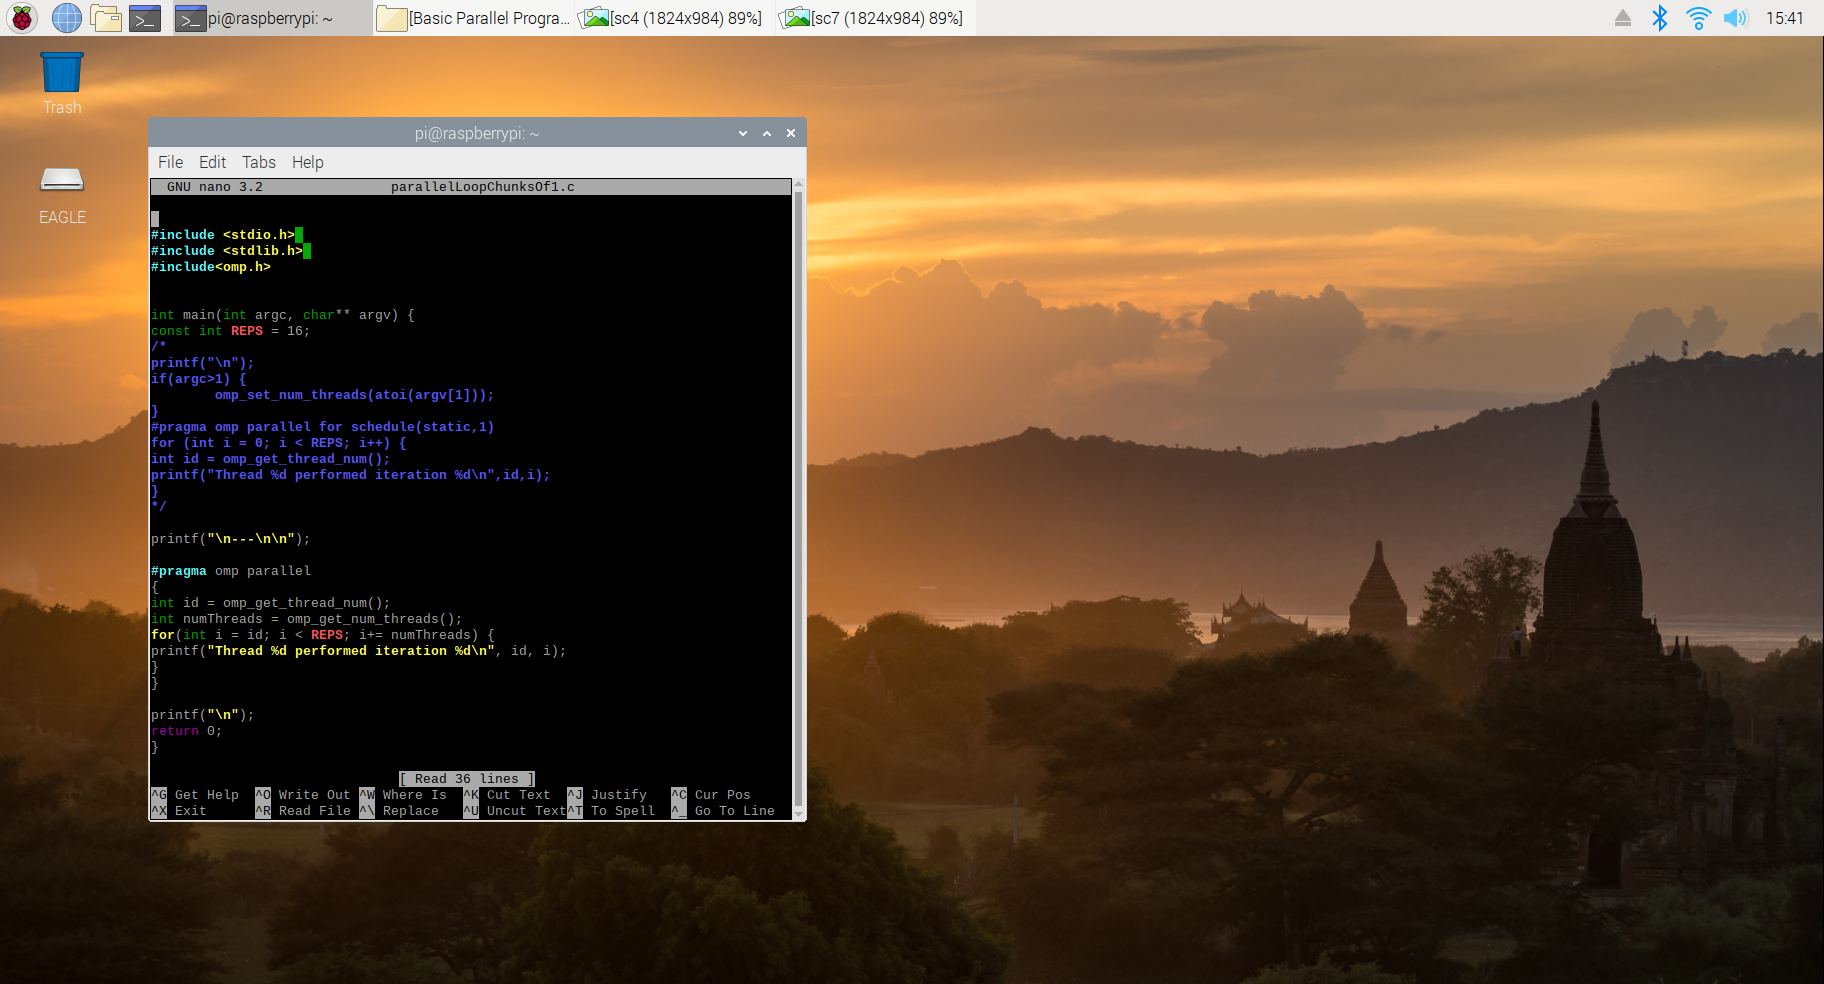 pi@raspberrypi: ~
[Basic Parallel Progra...
[sc4 (1824x984) 89%]
[sc7 (1824x984) 89%]
15:41
Trash
EAGLE
pi@raspberrypi: ~
File Edit Tabs Help
GNU nano 3.2 parallelLoopChunksOf1.c
#include <stdio.h>
#include <stdlib.h>
#include<omp.h>
int main(int argc, char** argv) {
const int REPS = 16;
/*
printf("\n");
if(argc>1) {
omp_set_num_threads(atoi(argv[1]));
}
#pragma omp parallel for schedule(static,1)
for (int i = 0; i < REPS; i++) {
int id = omp_get_thread_num();
printf("Thread %d performed iteration %d\n",id,i);
}
*/
printf("\n---\n\n");
#pragma omp parallel
{
int id = omp_get_thread_num();
int numThreads = omp_get_num_threads();
for(int i = id; i < REPS; i+= numThreads) {
printf("Thread %d performed iteration %d\n", id, i);
}
}
printf("\n");
return 0;
}
[ Read 36 lines ]
^G Get Help ^O Write Out ^W Where Is ^K Cut Text ^J Justify ^C Cur Pos
^X Exit ^R Read File ^\ Replace ^U Uncut Text ^T To Spell ^_ Go To Line